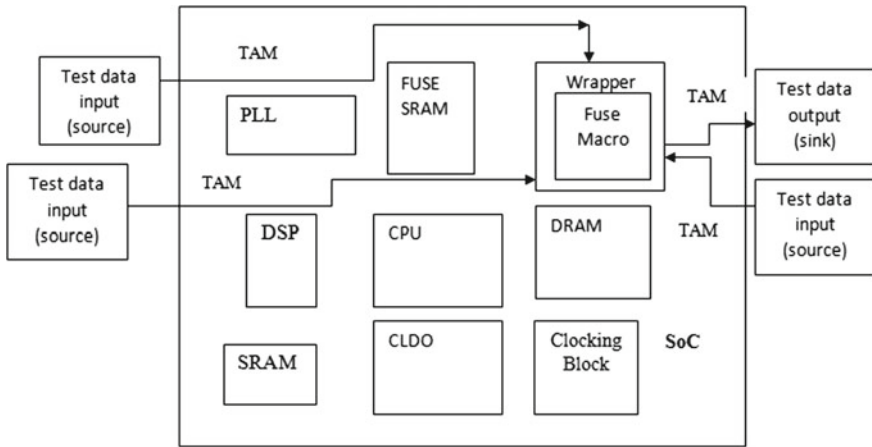 TAM
Test data
input
(source)
PLL
FUSE
SRAM
Wrapper
Fuse
Macro
TAM
Test data
output
(sink)
Test data
input
(source)
TAM
DSP
CPU
DRAM
TAM
Test data
input
(source)
SRAM
CLDO
Clocking
Block
SoC